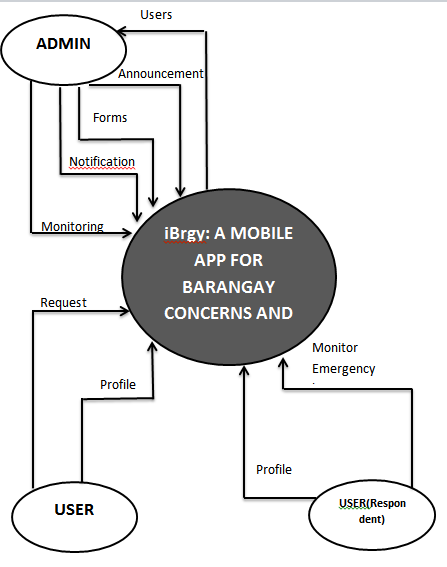 Users
ADMIN
Announcement
Forms
Notification
Monitoring
iBrgy: A MOBILE
APP FOR
BARANGAY
CONCERNS AND
Request
Monitor
Emergency
Profile
Profile
USER
USER(Respon
dent)